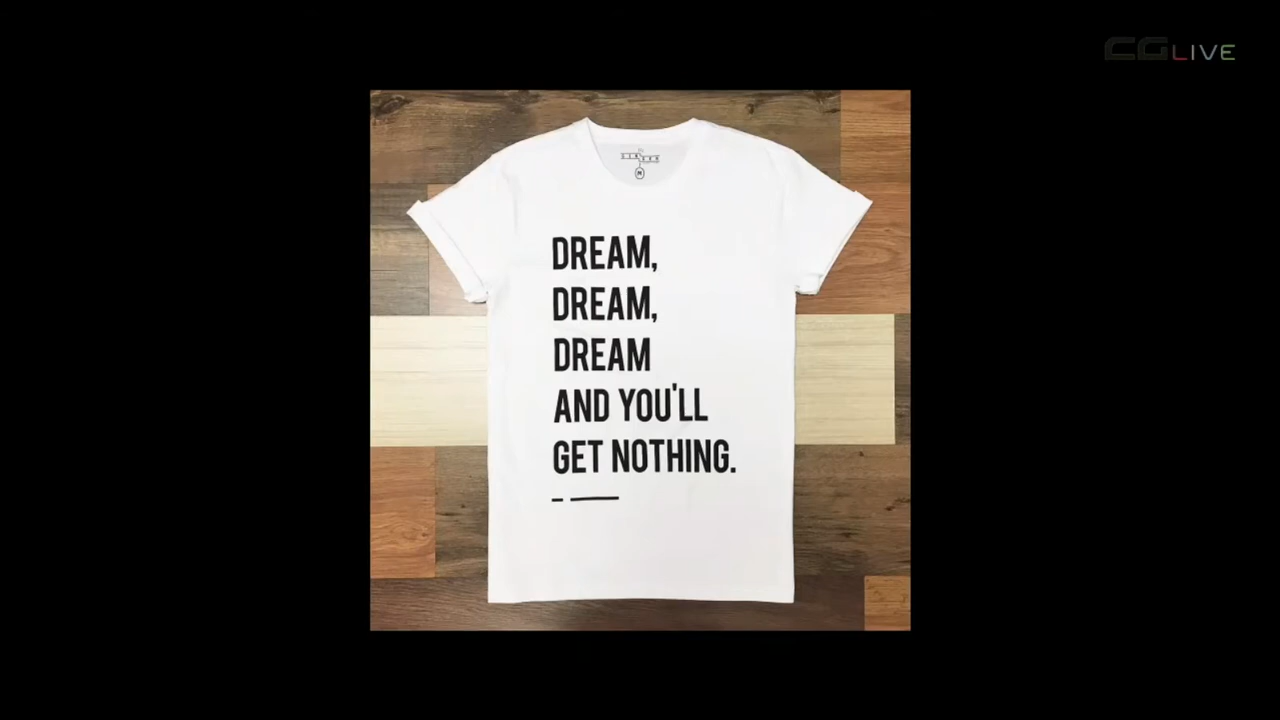 CGLIVE
DREAM,
DREAM,
DREAM
AND YOU'LL
GET NOTHING.